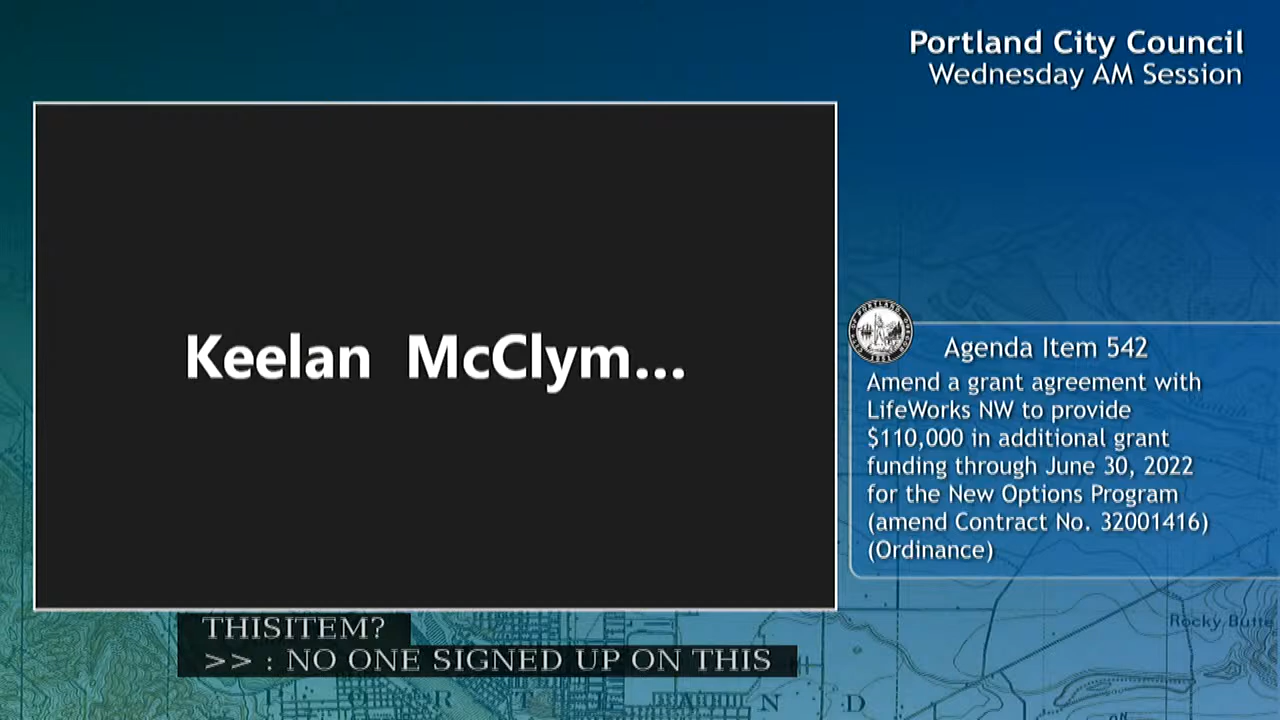 Portland City Council
Wednesday AM Session
Keelan McClym...
Agenda Item 542
Amend a grant agreement with
LifeWorks NW to provide
$110,000 in additional grant
funding through June 30, 2022
for the New Options Program
(amend Contract No. 32001416)
(Ordinance)
THISITEM?
>> : NO ONE SIGNED UP ON THIS
Rocky Butte